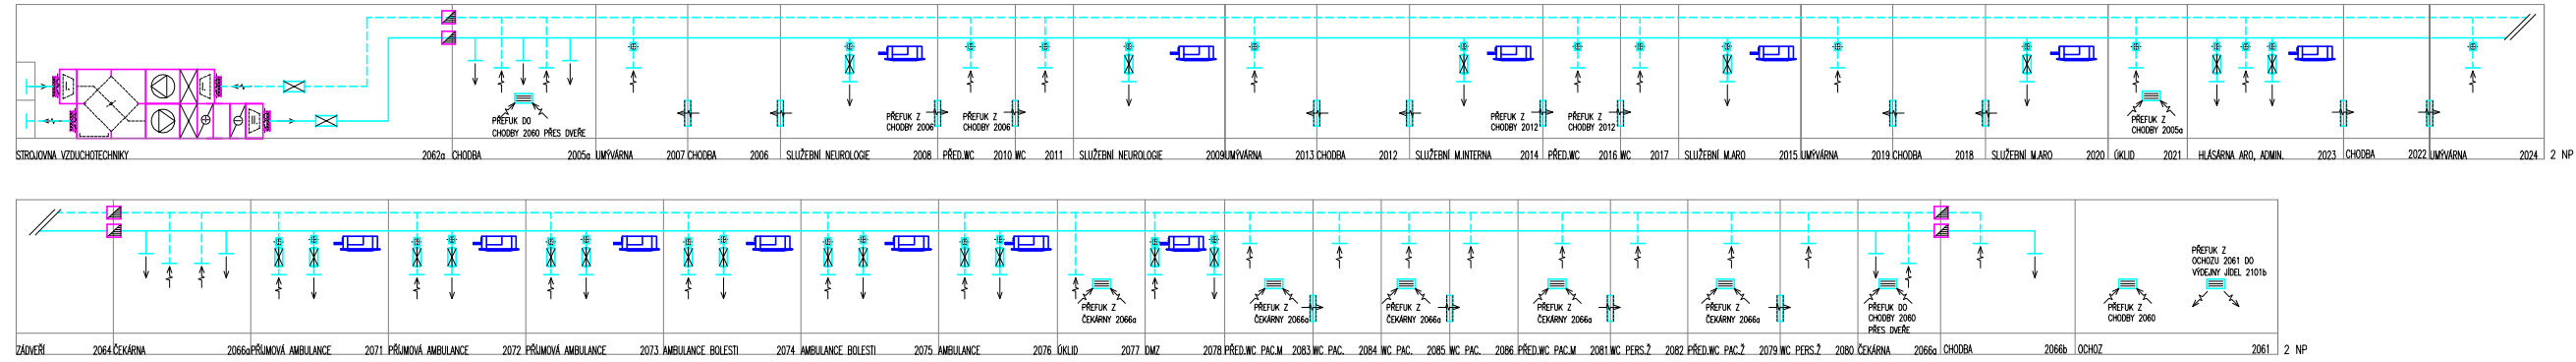 PŘEFUK DO
CHODBY 2060 PŘES DVEŘE
PŘEFUK Z
CHODBY 2006
PŘEFUK Z
CHODBY 2006
PŘEFUK Z
CHODBY 2012
PŘEFUK Z
CHODBY 2012
PŘEFUK Z
CHODBY 2005a
STROJOVNA VZDUCHOTECHNIKY 2062a CHODBA 2005a UMÝVÁRNA 2007 CHODBA 2006 SLUŽEBNÍ NEUROLOGIE 2008 PŘED.WC 2010 WC 2011 SLUŽEBNÍ NEUROLOGIE 2009 UMÝVÁRNA 2013 CHODBA 2012 SLUŽEBNÍ M.INTERNA 2014 PŘED.WC 2016 WC 2017 SLUŽEBNÍ M.ARO 2015 UMÝVÁRNA 2019 CHODBA 2018 SLUŽEBNÍ M.ARO 2020 ÚKLID 2021 HLÁSÁRNA ARO, ADMIN. 2023 CHODBA 2022 UMÝVÁRNA 2024 2 NP
PŘEFUK Z
OCHOZU 2061 DO
VÝDEJNY JÍDEL 2101b
PŘEFUK Z
ČEKÁRNY 2066a
PŘEFUK Z
ČEKÁRNY 2066a
PŘEFUK Z
ČEKÁRNY 2066a
PŘEFUK Z
ČEKÁRNY 2066a
PŘEFUK Z
ČEKÁRNY 2066a
PŘEFUK DO
CHODBY 2060
PŘES DVEŘE
PŘEFUK Z
CHODBY 2060
ZÁDVEŘÍ 2064 ČEKÁRNA 2066a PŘÍJMOVÁ AMBULANCE 2071 PŘÍJMOVÁ AMBULANCE 2072 PŘÍJMOVÁ AMBULANCE 2073 AMBULANCE BOLESTI 2074 AMBULANCE BOLESTI 2075 AMBULANCE 2076 ÚKLID 2077 DMZ 2078 PŘED.WC PAC.M 2083 WC PAC. 2084 WC PAC. 2085 WC PAC. 2086 PŘED.WC PAC.M 2081 WC PERS.Ž 2082 PŘED.WC PAC.Ž 2079 WC PERS.Ž 2080 ČEKÁRNA 2066a CHODBA 2066b OCHOZ 2061 2 NP